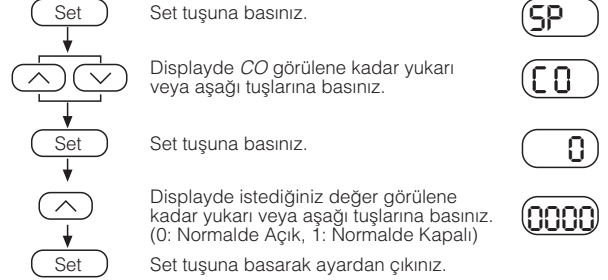 Set Set tuşuna basınız. SP
Displayde CO görülene kadar yukarı
veya aşağı tuşlarına basınız. CO
Set Set tuşuna basınız. 0
Displayde istediğiniz değer görülene
kadar yukarı veya aşağı tuşlarına basınız. 0000
(0: Normalde Açık, 1: Normalde Kapalı)
Set Set tuşuna basarak ayardan çıkınız.